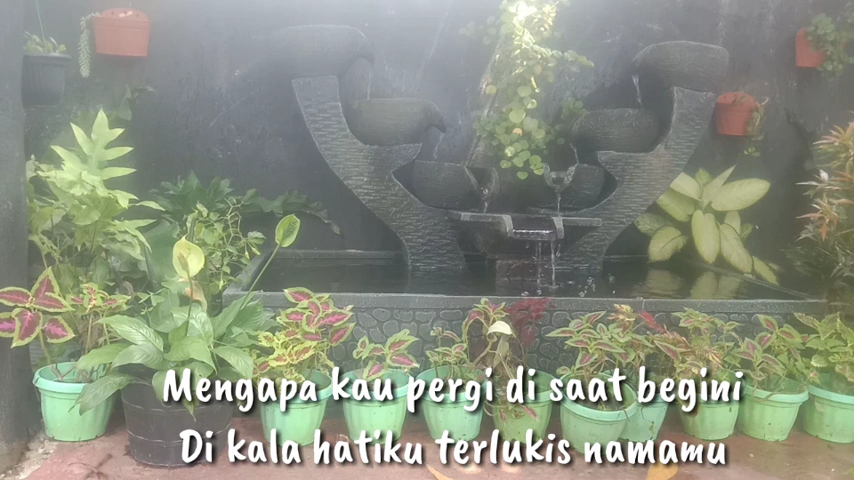 Mengapa kau pergi di saat begini
Di kala hatiku terlukis namamu